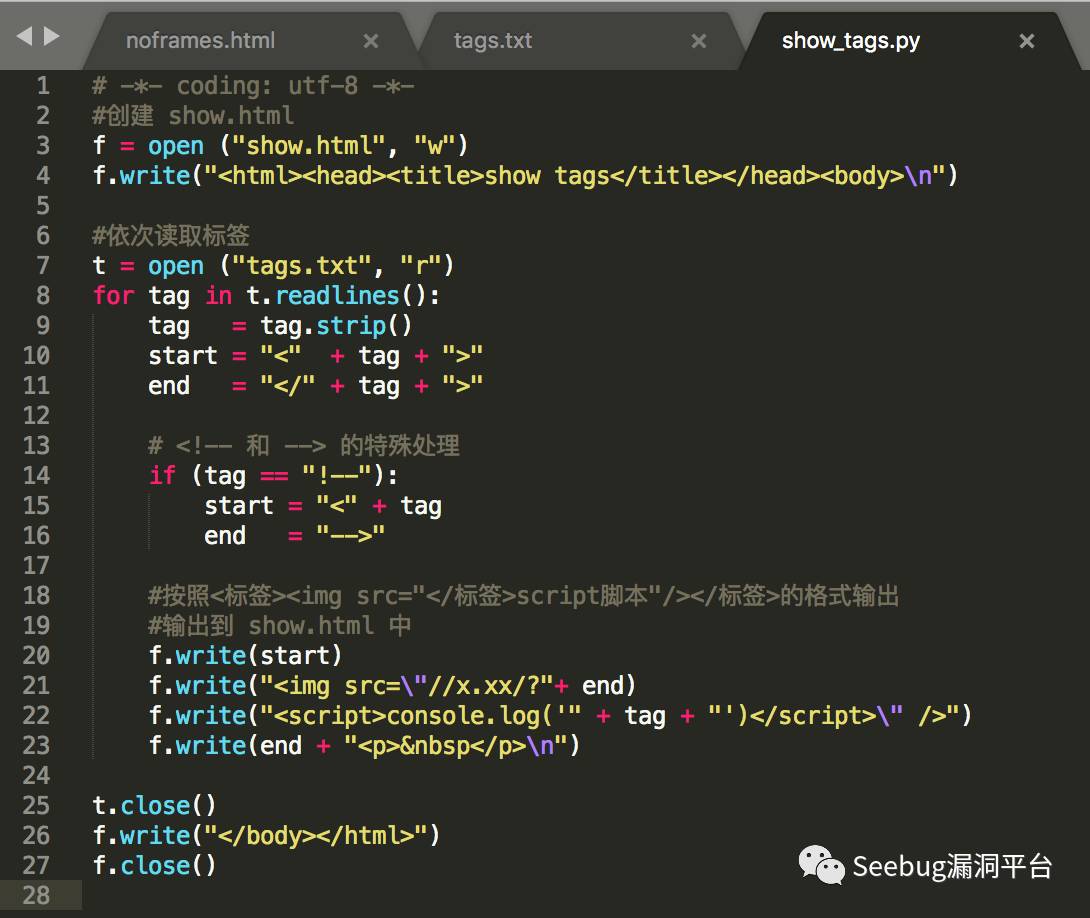 noframes.html × tags.txt × show_tags.py ×
1 # -*- coding: utf-8 -*-
2 #创建 show.html
3 f = open ("show.html", "w")
4 f.write("<html><head><title>show tags</title></head><body>\n")
5
6 #依次读取标签
7 t = open ("tags.txt", "r")
8 for tag in t.readlines():
9     tag   = tag.strip()
10     start = "<"  + tag + ">"
11     end   = "</" + tag + ">"
12
13     # <!-- 和 --> 的特殊处理
14     if (tag == "!--"):
15         start = "<" + tag
16         end   = "-->"
17
18     #按照<标签><img src="</标签>script脚本"/></标签>的格式输出
19     #输出到 show.html 中
20     f.write(start)
21     f.write("<img src=\"//x.xx/?"+ end)
22     f.write("<script>console.log('" + tag + "')</script>\" />")
23     f.write(end + "<p>&nbsp</p>\n")
24
25 t.close()
26 f.write("</body></html>")
27 f.close()
28
Seebug漏洞平台